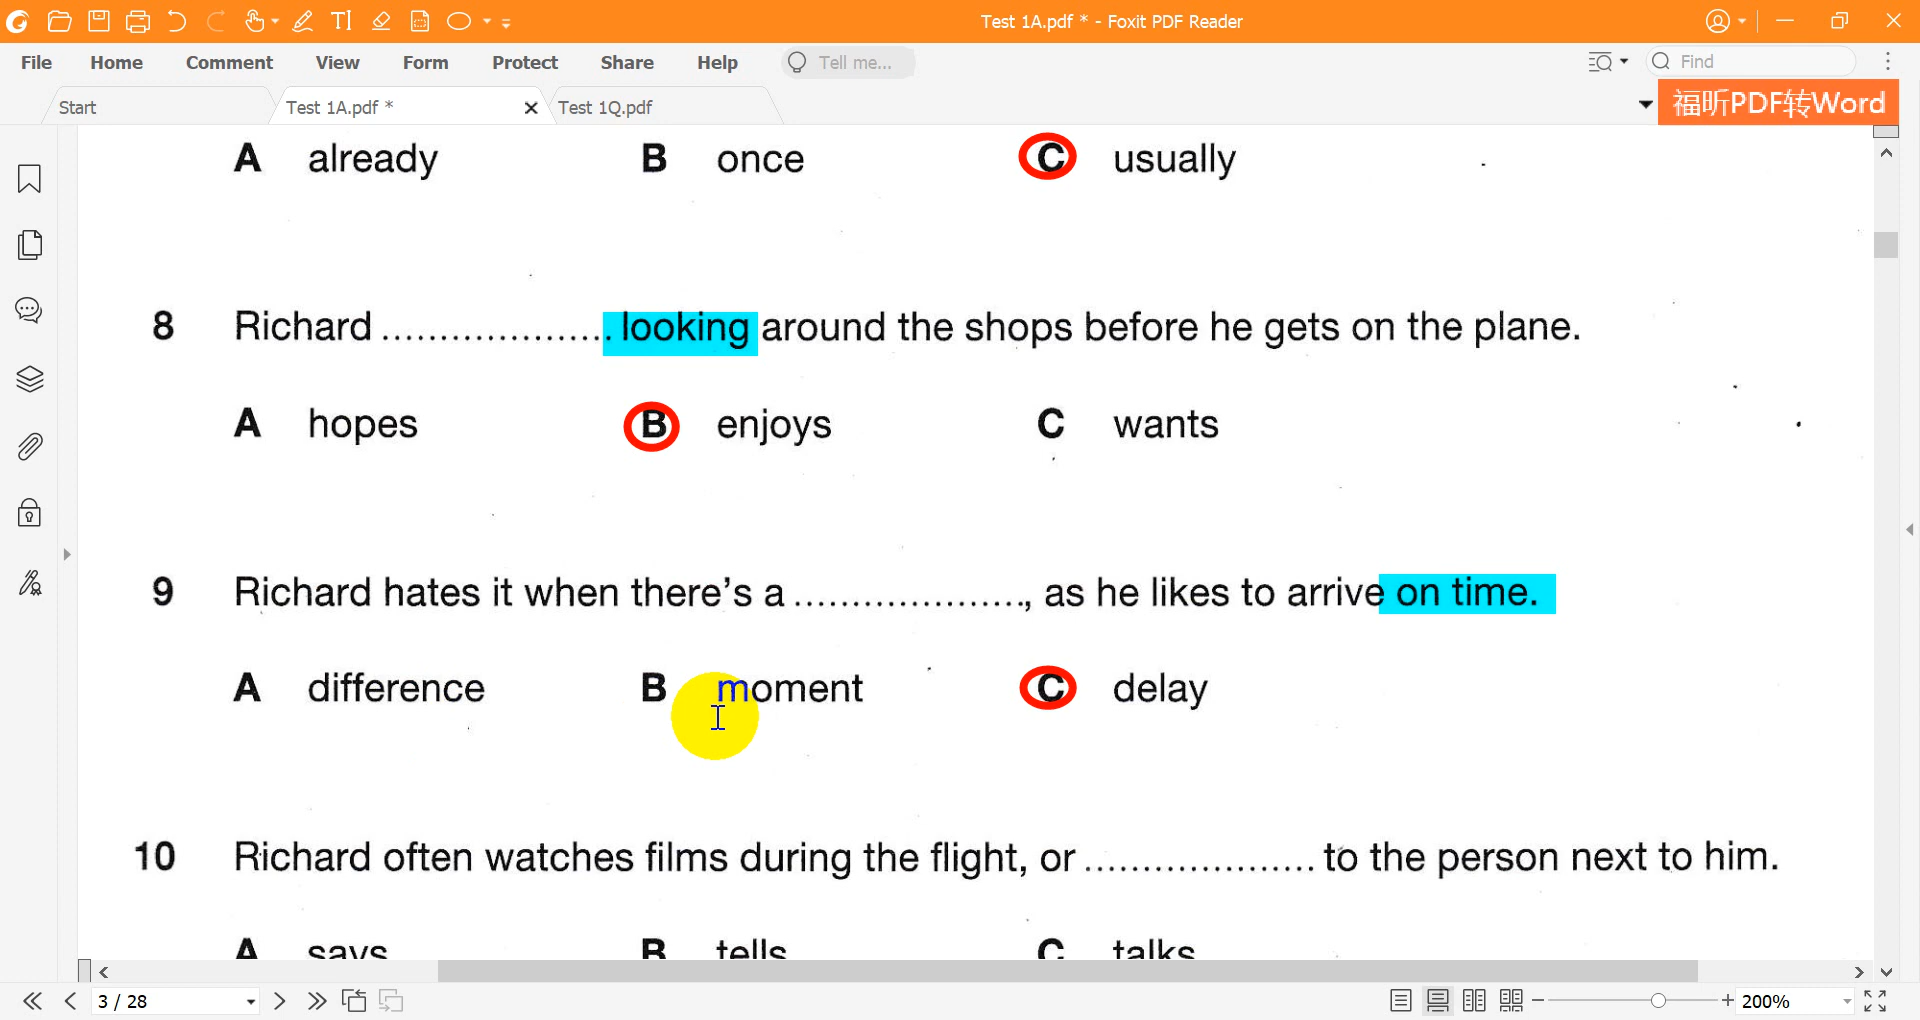 Test 1A.pdf * - Foxit PDF Reader
File Home Comment View Form Protect Share Help Tell me... Find
Start Test 1A.pdf * Test 1Q.pdf 福昕PDF转Word
A already B once C usually
8 Richard .................... looking around the shops before he gets on the plane.
A hopes B enjoys C wants
9 Richard hates it when there's a ...................., as he likes to arrive on time.
A difference B moment C delay
10 Richard often watches films during the flight, or .................... to the person next to him.
A says B tells C talks
3 / 28 200%